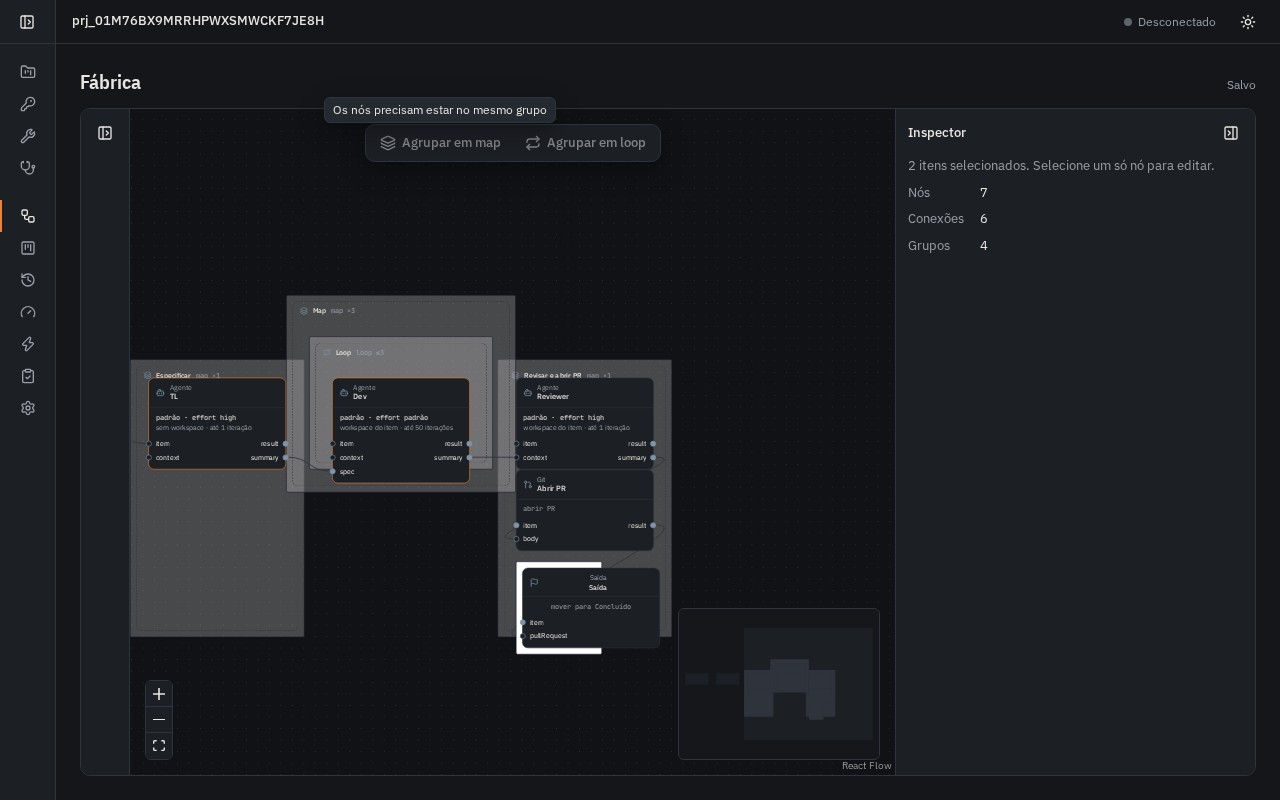 prj_01M76BX9MRRHPWXSMWCKF7JE8H
Desconectado
Fábrica
Salvo
Os nós precisam estar no mesmo grupo
Agrupar em map
Agrupar em loop
Inspector
2 itens selecionados. Selecione um só nó para editar.
Nós 7
Conexões 6
Grupos 4
Map map ×3
Loop loop ≤5
Especificar map ×1
Agente
TL
padrão · effort high
sem workspace · até 1 iteração
item result
context summary
Agente
Dev
padrão · effort padrão
workspace do item · até 50 iterações
item result
context summary
spec
Revisar e abrir PR map ×1
Agente
Reviewer
padrão · effort high
workspace do item · até 1 iteração
item result
context summary
Git
Abrir PR
abrir PR
item result
body
Saída
Saída
mover para Concluído
item
pullRequest
React Flow